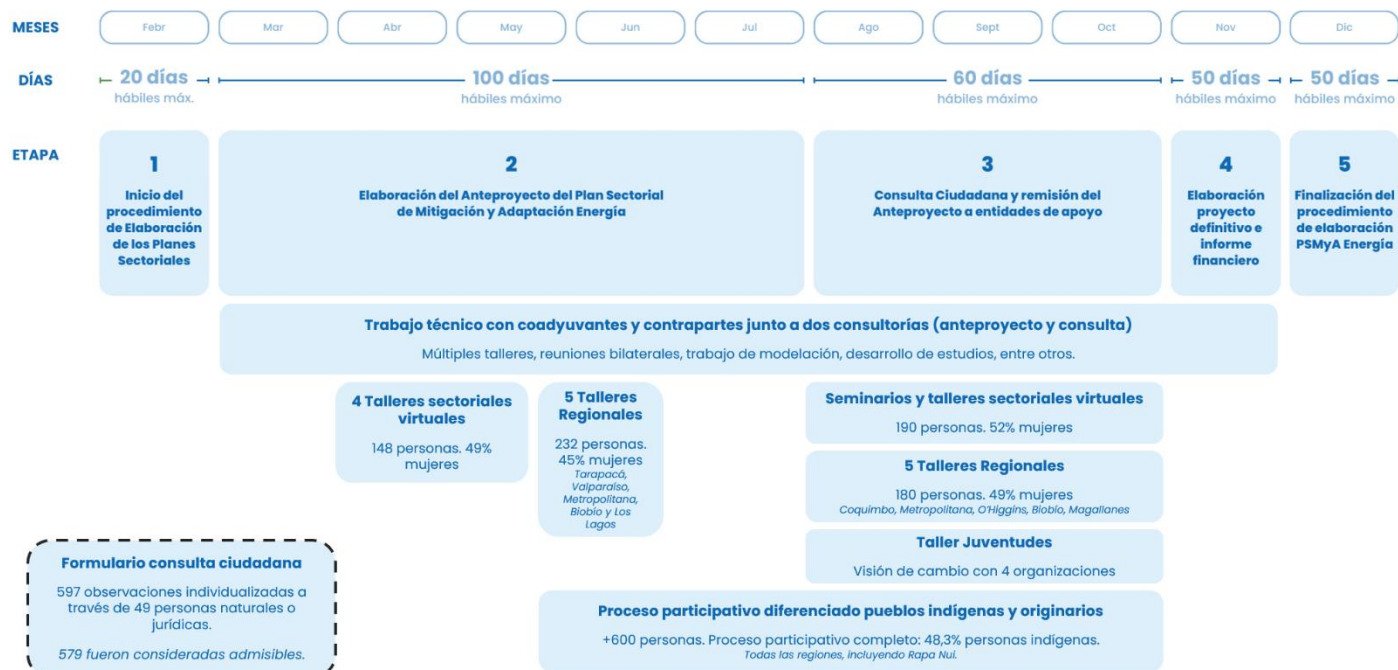 MESES
Febr
Mar
Abr
May
Jun
Jul
Ago
Sept
Oct
Nov
Dic
DÍAS
20 días
hábiles máx.
100 días
hábiles máximo
60 días
hábiles máximo
50 días
hábiles máximo
50 días
hábiles máximo
ETAPA
1
Inicio del
procedimiento
de Elaboración
de los Planes
Sectoriales
2
Elaboración del Anteproyecto del Plan Sectorial
de Mitigación y Adaptación Energía
3
Consulta Ciudadana y remisión del
Anteproyecto a entidades de apoyo
4
Elaboración
proyecto
definitivo e
informe
financiero
5
Finalización del
procedimiento
de elaboración
PSMyA Energía
Trabajo técnico con coadyuvantes y contrapartes junto a dos consultorías (anteproyecto y consulta)
Múltiples talleres, reuniones bilaterales, trabajo de modelación, desarrollo de estudios, entre otros.
4 Talleres sectoriales
virtuales
148 personas. 49%
mujeres
5 Talleres
Regionales
232 personas.
45% mujeres
Tarapacá,
Valparaíso,
Metropolitana,
Biobío y Los
Lagos
Seminarios y talleres sectoriales virtuales
190 personas. 52% mujeres
5 Talleres Regionales
180 personas. 49% mujeres
Coquimbo, Metropolitana, O'Higgins, Biobío, Magallanes
Taller Juventudes
Visión de cambio con 4 organizaciones
Proceso participativo diferenciado pueblos indígenas y originarios
+600 personas. Proceso participativo completo: 48,3% personas indígenas.
Todas las regiones, incluyendo Rapa Nui.
Formulario consulta ciudadana
597 observaciones individualizadas a
través de 49 personas naturales o
jurídicas.
579 fueron consideradas admisibles.